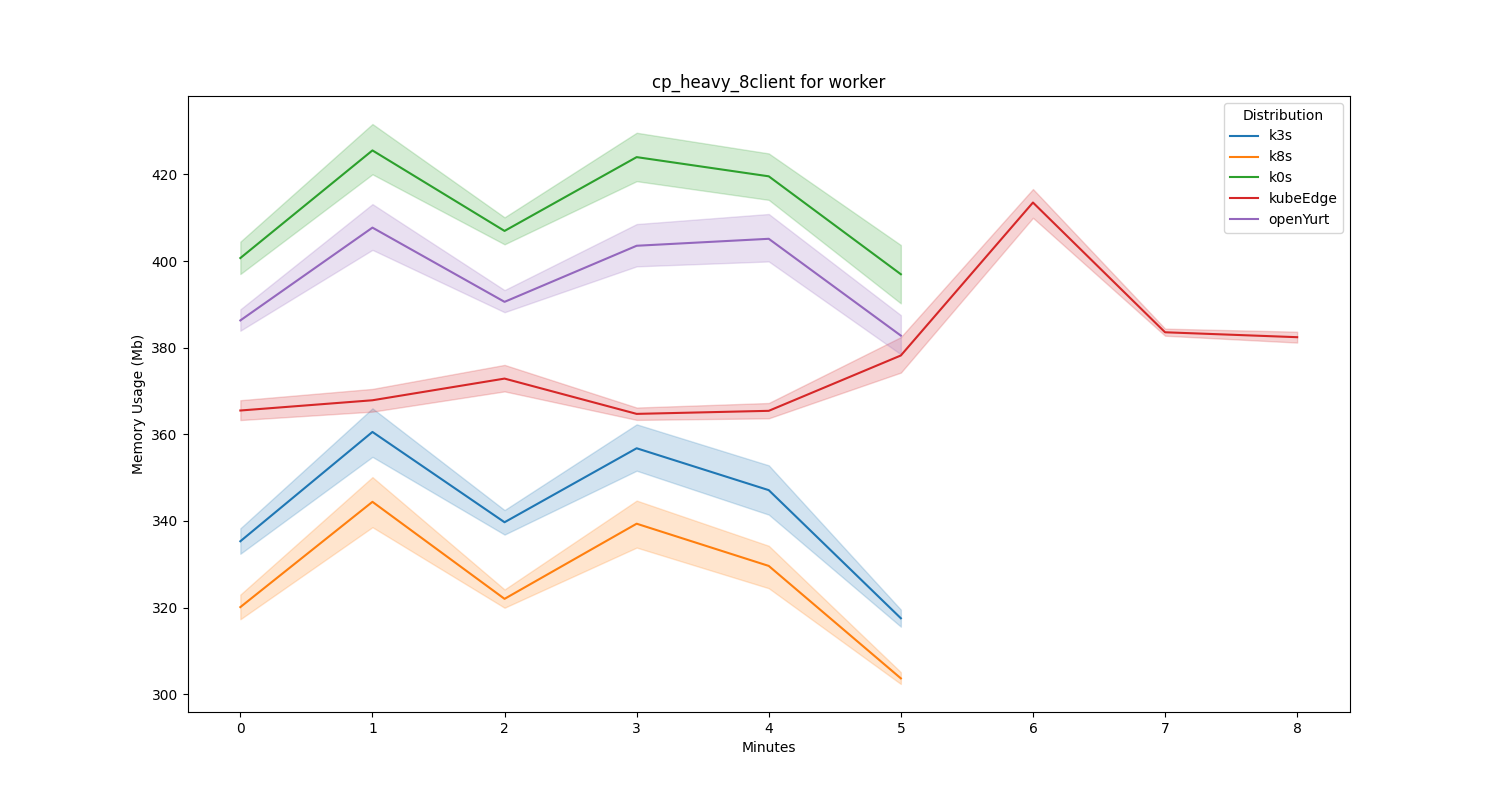 cp_heavy_8client for worker
Distribution
k3s
k8s
k0s
kubeEdge
openYurt
Memory Usage (Mb)
420
400
380
360
340
320
300
0 1 2 3 4 5 6 7 8
Minutes